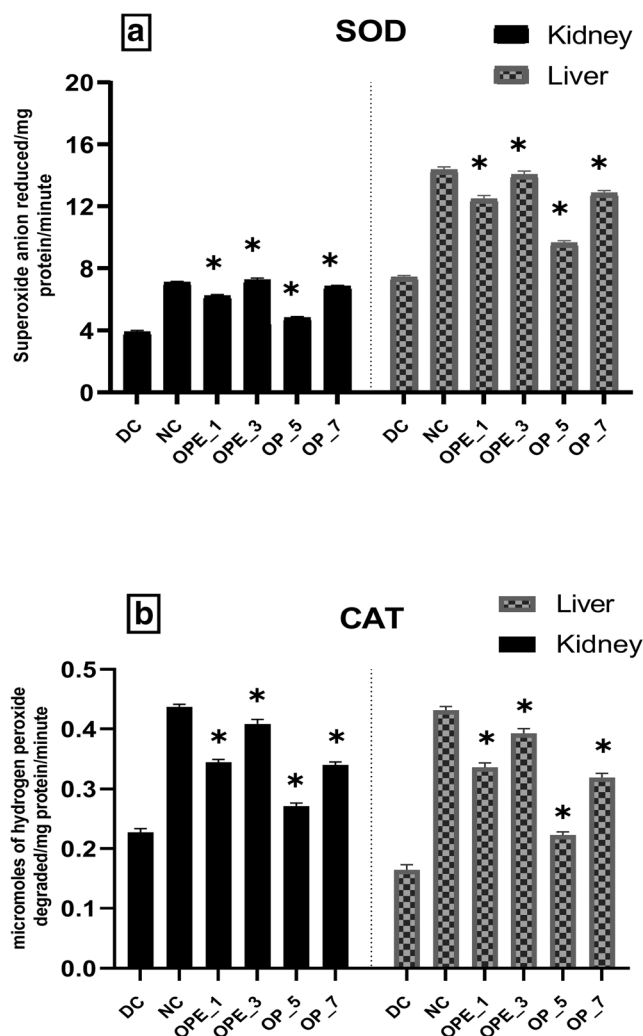 a
SOD
Kidney
Liver
Superoxide anion reduced/mg
protein/minute
20
16
12
8
4
0
* * * * * * * *
DC NC OPE_1 OPE_3 OP_5 OP_7 DC NC OPE_1 OPE_3 OP_5 OP_7
b
CAT
Liver
Kidney
micromoles of hydrogen peroxide
degraded/mg protein/minute
0.5
0.4
0.3
0.2
0.1
0.0
* * * * * * * *
DC NC OPE_1 OPE_3 OP_5 OP_7 DC NC OPE_1 OPE_3 OP_5 OP_7